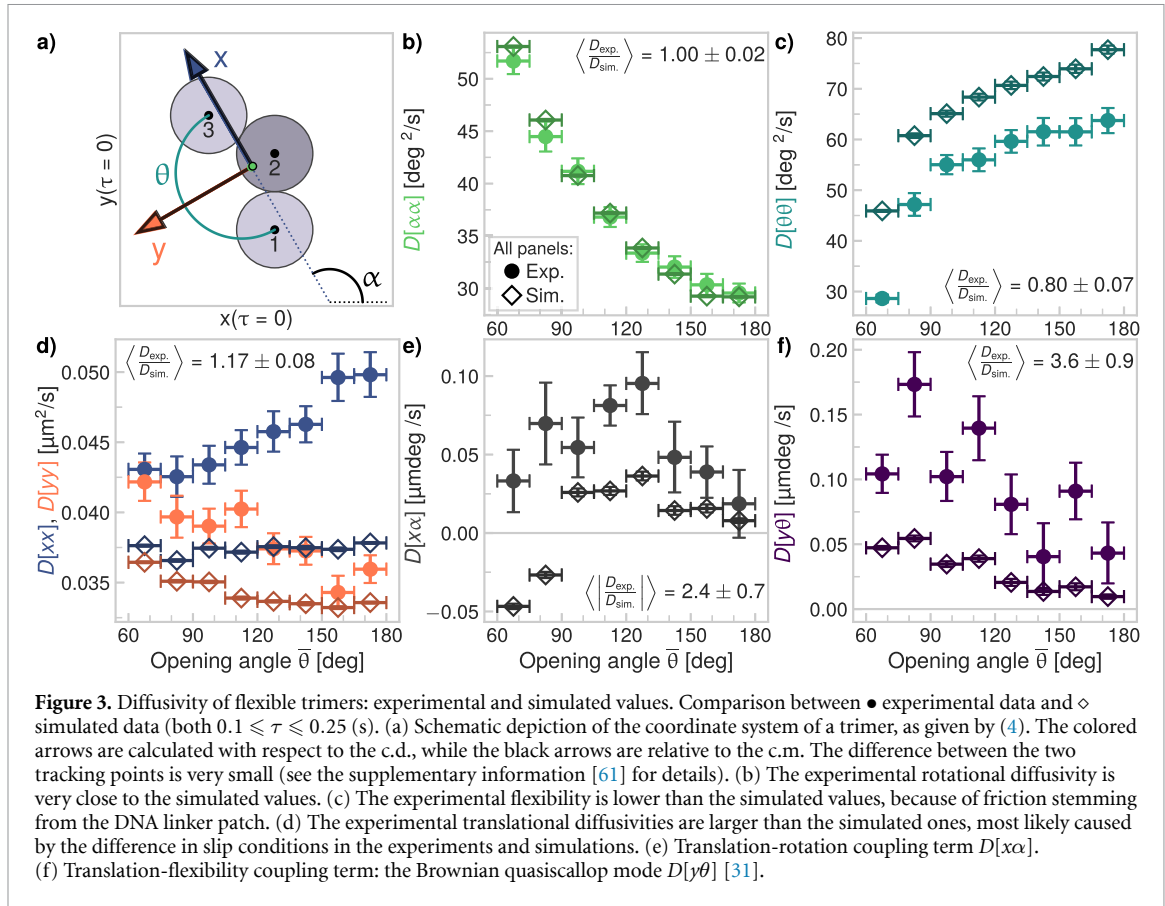 a)
x
3
2
θ
y
1
α
y(τ = 0)
x(τ = 0)
b)
⟨D_exp./D_sim.⟩ = 1.00 ± 0.02
D[αα] [deg ²/s]
50
45
40
35
30
All panels:
Exp.
Sim.
60 90 120 150 180
c)
D[θθ] [deg ²/s]
80
70
60
50
40
30
⟨D_exp./D_sim.⟩ = 0.80 ± 0.07
60 90 120 150 180
d)
⟨D_exp./D_sim.⟩ = 1.17 ± 0.08
D[xx], D[yy] [µm²/s]
0.050
0.045
0.040
0.035
60 90 120 150 180
Opening angle θ̅ [deg]
e)
D[xα] [µmdeg /s]
0.10
0.05
0.00
−0.05
⟨|D_exp./D_sim.|⟩ = 2.4 ± 0.7
60 90 120 150 180
Opening angle θ̅ [deg]
f)
⟨D_exp./D_sim.⟩ = 3.6 ± 0.9
D[yθ] [µmdeg /s]
0.20
0.15
0.10
0.05
0.00
60 90 120 150 180
Opening angle θ̅ [deg]
Figure 3. Diffusivity of flexible trimers: experimental and simulated values. Comparison between • experimental data and ⋄
simulated data (both 0.1 ⩽ τ ⩽ 0.25 (s). (a) Schematic depiction of the coordinate system of a trimer, as given by (4). The colored
arrows are calculated with respect to the c.d., while the black arrows are relative to the c.m. The difference between the two
tracking points is very small (see the supplementary information [61] for details). (b) The experimental rotational diffusivity is
very close to the simulated values. (c) The experimental flexibility is lower than the simulated values, because of friction stemming
from the DNA linker patch. (d) The experimental translational diffusivities are larger than the simulated ones, most likely caused
by the difference in slip conditions in the experiments and simulations. (e) Translation-rotation coupling term D[xα].
(f) Translation-flexibility coupling term: the Brownian quasiscallop mode D[yθ] [31].